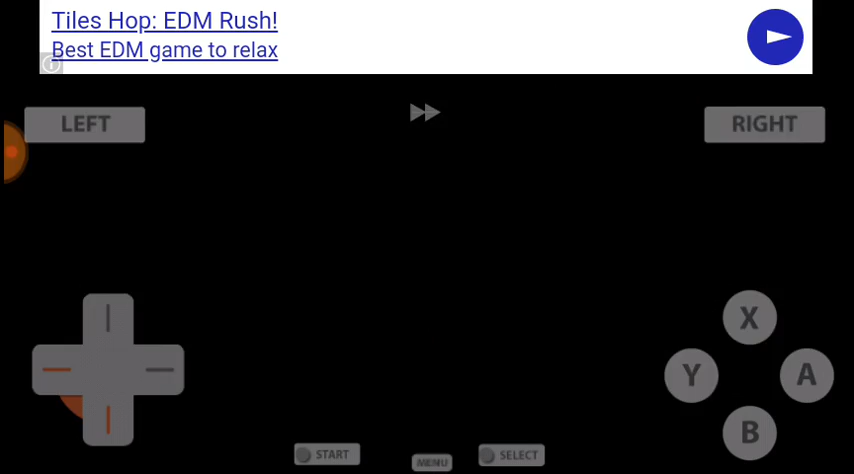 Tiles Hop: EDM Rush!
Best EDM game to relax
LEFT
RIGHT
X
Y
A
B
START
MENU
SELECT